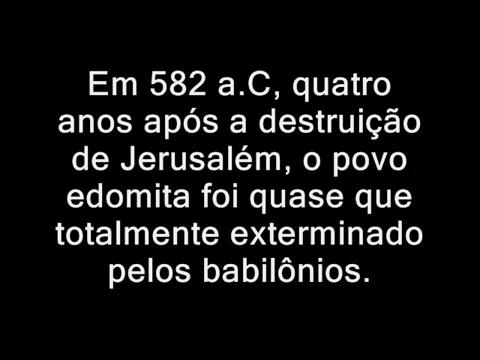 Em 582 a.C, quatro
anos após a destruição
de Jerusalém, o povo
edomita foi quase que
totalmente exterminado
pelos babilônios.